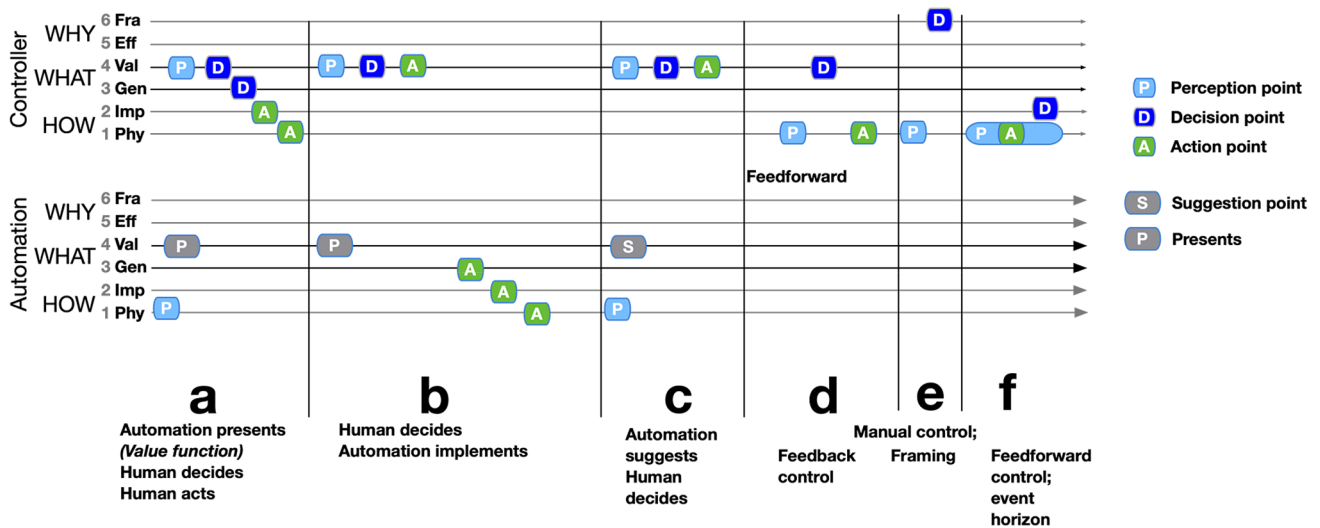 Controller
WHY
WHAT
HOW
6 Fra
5 Eff
4 Val
3 Gen
2 Imp
1 Phy
P D D A A
P D A
P D A
D
P A
D
P
D
P A
Feedforward
Automation
WHY
WHAT
HOW
6 Fra
5 Eff
4 Val
3 Gen
2 Imp
1 Phy
P
P
P
A
A
A
S
P
P Perception point
D Decision point
A Action point
S Suggestion point
P Presents
a
Automation presents
(Value function)
Human decides
Human acts
b
Human decides
Automation implements
c
Automation
suggests
Human
decides
d
Feedback
control
e
Manual control;
Framing
f
Feedforward
control;
event
horizon